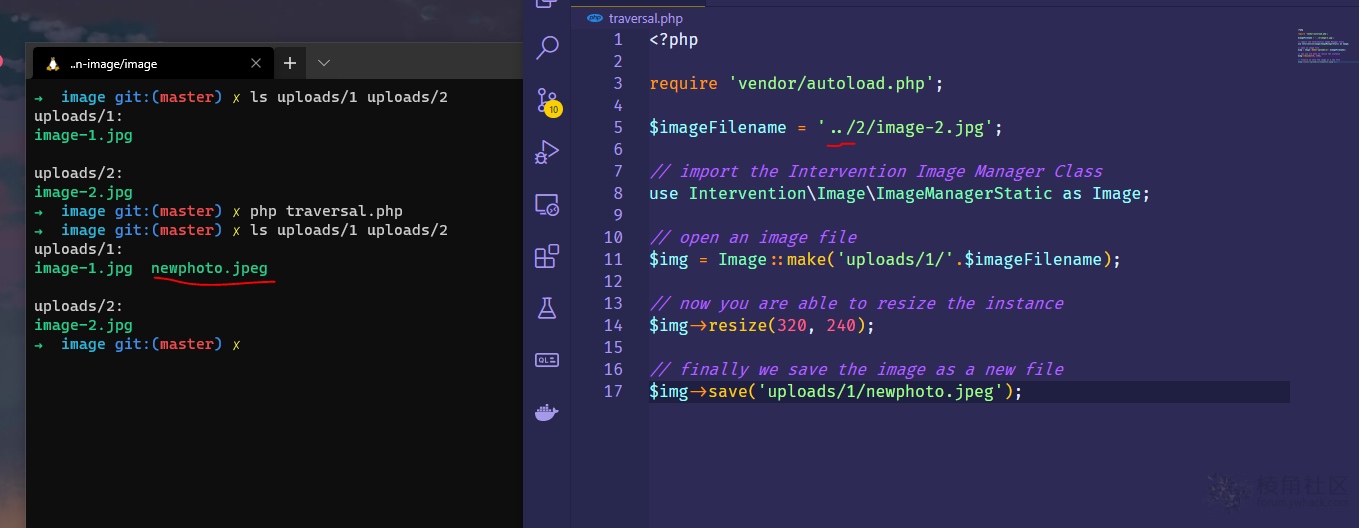 ..n-image/image
→ image git:(master) x ls uploads/1 uploads/2
uploads/1:
image-1.jpg
uploads/2:
image-2.jpg
→ image git:(master) x php traversal.php
→ image git:(master) x ls uploads/1 uploads/2
uploads/1:
image-1.jpg newphoto.jpeg
uploads/2:
image-2.jpg
→ image git:(master) x
10
QL
php traversal.php
1 <?php
2
3 require 'vendor/autoload.php';
4
5 $imageFilename = '../2/image-2.jpg';
6
7 // import the Intervention Image Manager Class
8 use Intervention\Image\ImageManagerStatic as Image;
9
10 // open an image file
11 $img = Image::make('uploads/1/'.$imageFilename);
12
13 // now you are able to resize the instance
14 $img->resize(320, 240);
15
16 // finally we save the image as a new file
17 $img->save('uploads/1/newphoto.jpeg');
棱角社区